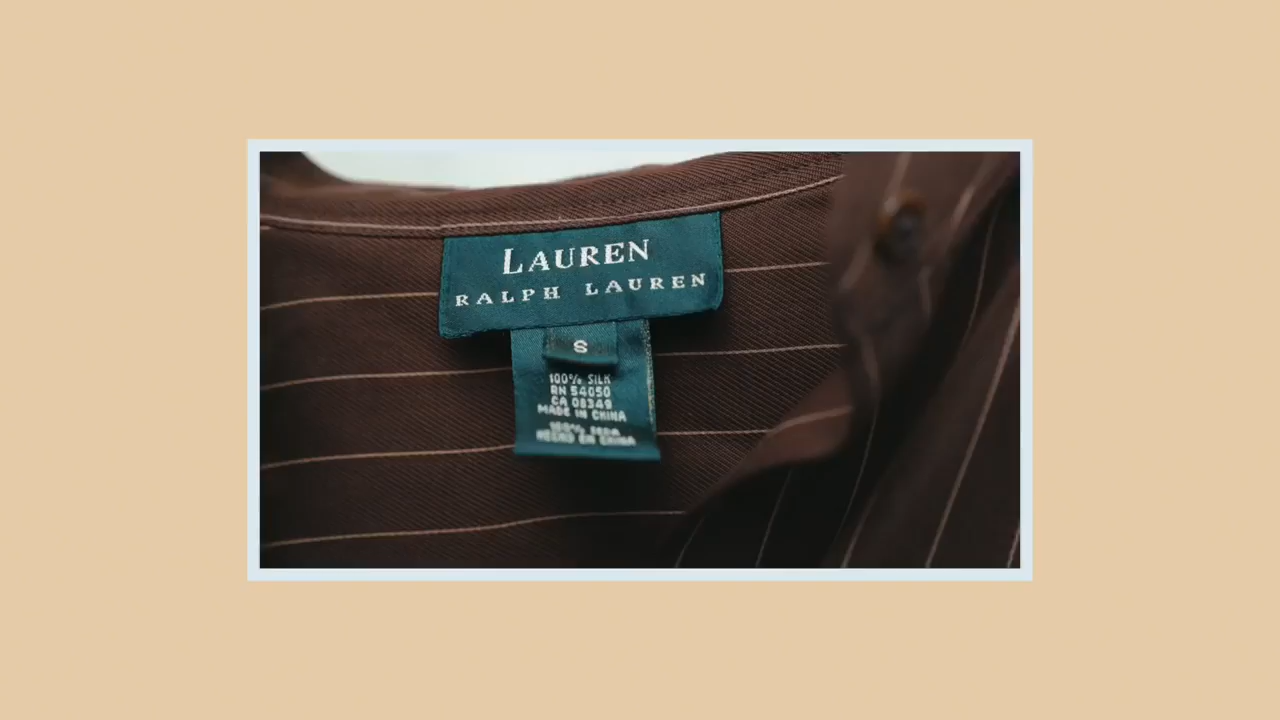 LAUREN
RALPH LAUREN
S
100% SILK
RN 54050
CA 08349
MADE IN CHINA
100% SEDA
HECHO EN CHINA